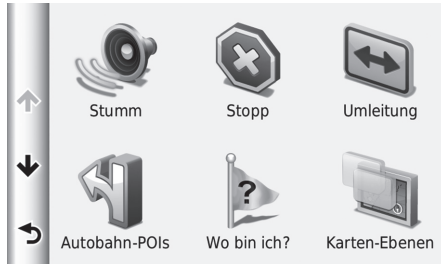 Stumm
Stopp
Umleitung
?
Autobahn-POIs
Wo bin ich?
Karten-Ebenen